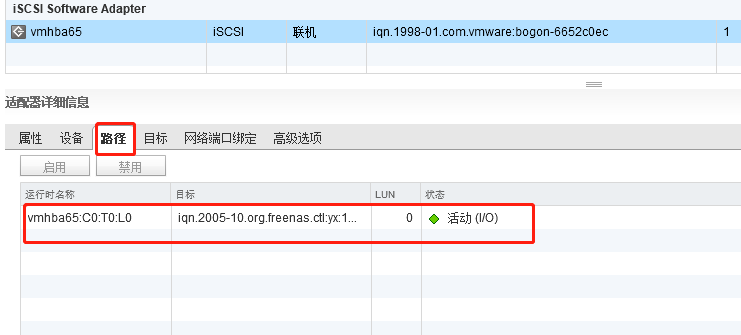 iSCSI Software Adapter
vmhba65 iSCSI 联机 iqn.1998-01.com.vmware:bogon-6652c0ec 1
适配器详细信息
属性 设备 路径 目标 网络端口绑定 高级选项
启用 禁用
运行时名称 目标 LUN 状态
vmhba65:C0:T0:L0 iqn.2005-10.org.freenas.ctl:yx:1... 0 活动 (I/O)